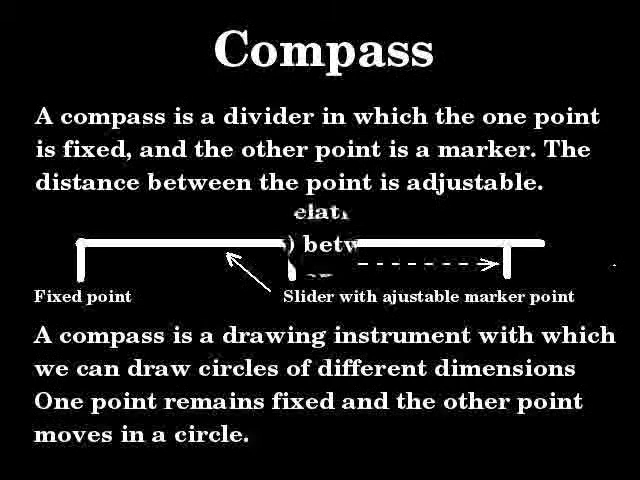 Compass
A compass is a divider in which the one point
is fixed, and the other point is a marker. The
distance between the point is adjustable.
Fixed point
Slider with ajustable marker point
A compass is a drawing instrument with which
we can draw circles of different dimensions
One point remains fixed and the other point
moves in a circle.